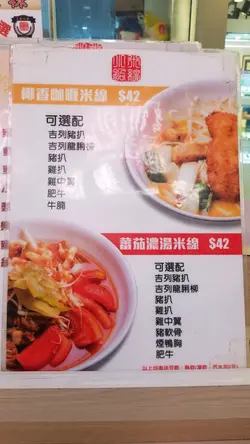 椰香咖喱米線 $42
可選配
吉列豬扒
吉列龍脷柳
豬扒
雞扒
雞中翼
肥牛
牛腩
蕃茄濃湯米線 $42
可選配
吉列豬扒
吉列龍脷柳
豬扒
雞扒
雞中翼
豬軟骨
煙鴨胸
肥牛